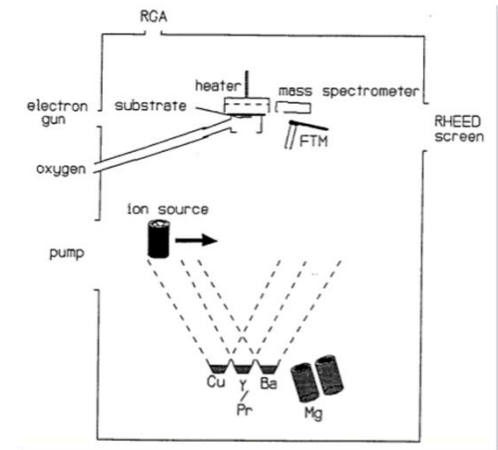 RGA
heater
mass spectrometer
electron
gun
substrate
RHEED
screen
FTM
oxygen
ion source
pump
Cu Y Ba
Pr
Mg